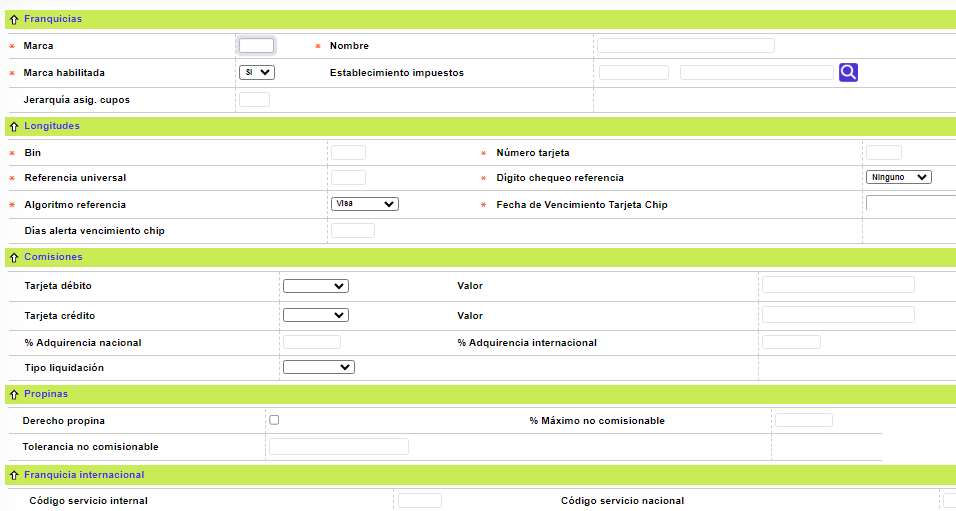 Franquicias
* Marca * Nombre
* Marca habilitada SI Establecimiento impuestos
Jerarquía asig. cupos
Longitudes
* Bin * Número tarjeta
* Referencia universal * Dígito chequeo referencia Ninguno
* Algoritmo referencia Visa * Fecha de Vencimiento Tarjeta Chip
Días alerta vencimiento chip
Comisiones
Tarjeta débito Valor
Tarjeta crédito Valor
% Adquirencia nacional % Adquirencia internacional
Tipo liquidación
Propinas
Derecho propina % Máximo no comisionable
Tolerancia no comisionable
Franquicia internacional
Código servicio internal Código servicio nacional